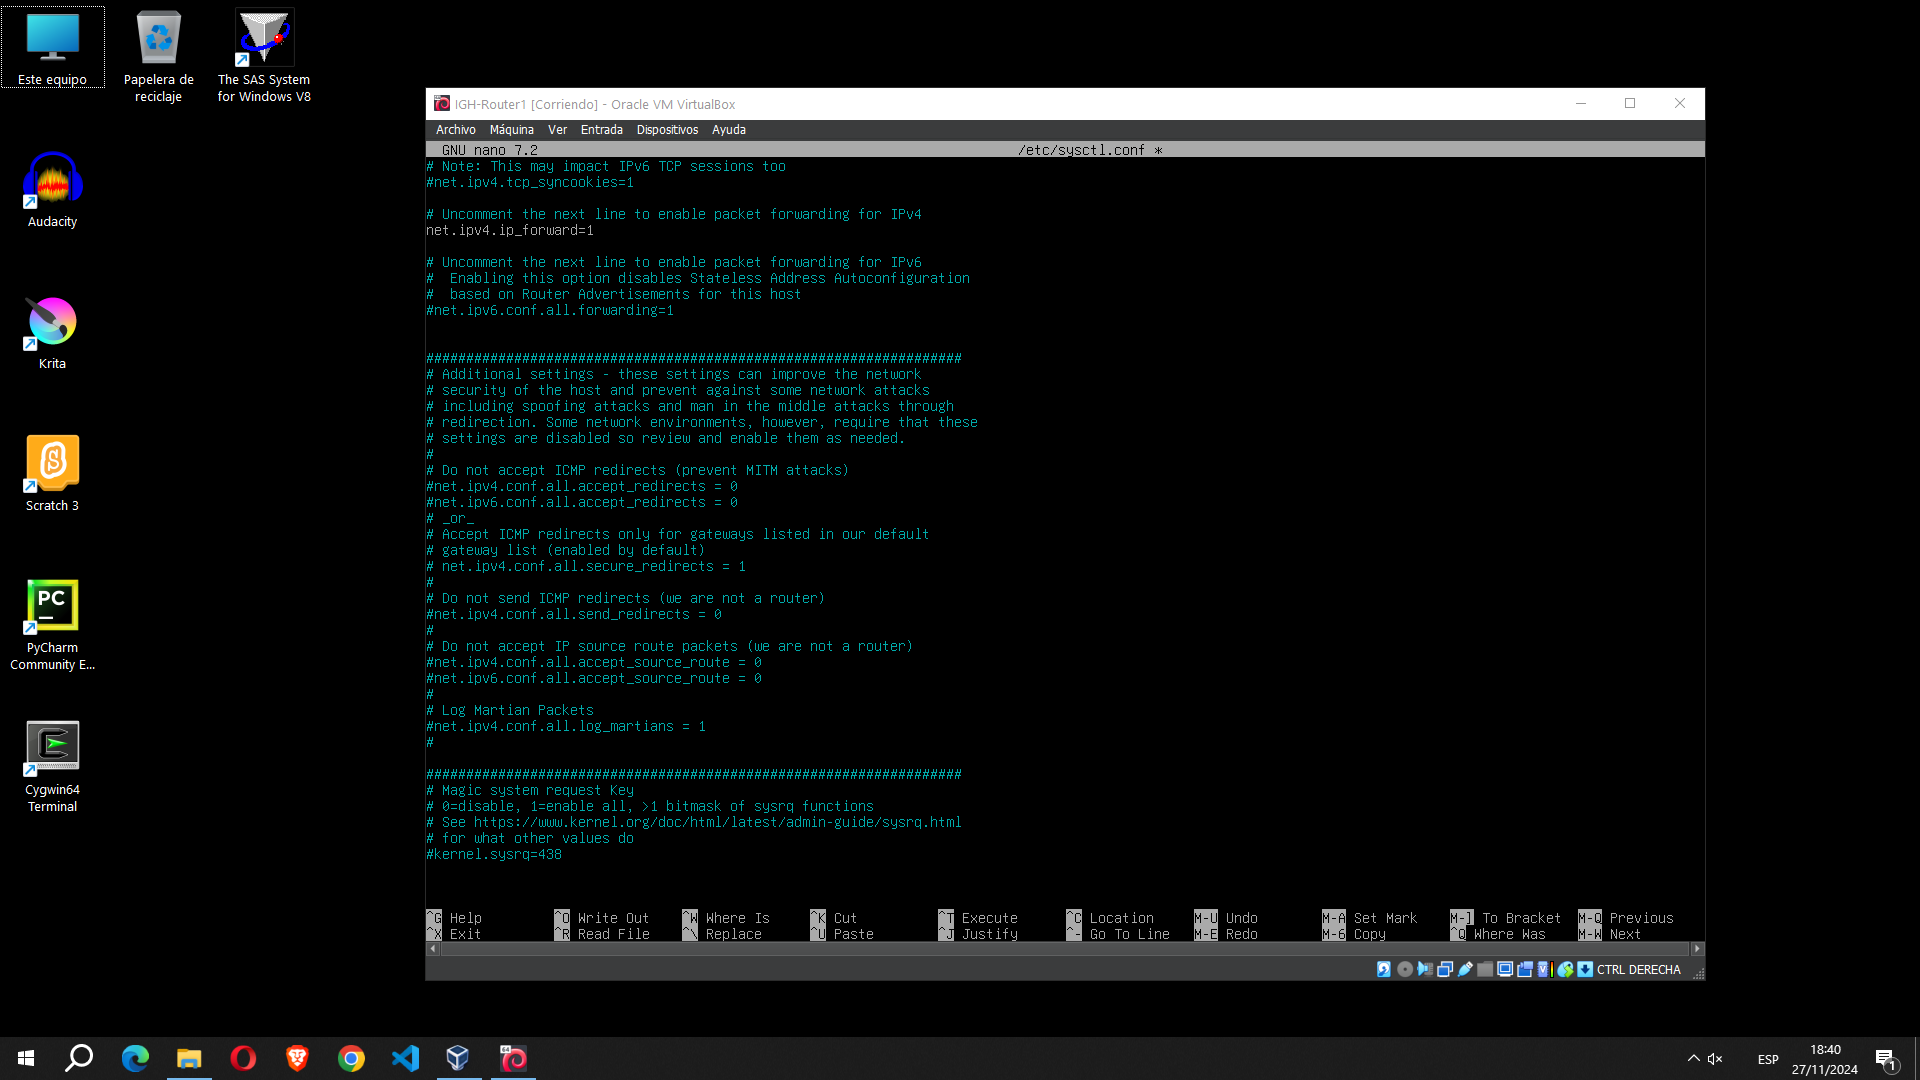 Este equipo
Papelera de
reciclaje
The SAS System
for Windows V8
Audacity
Krita
Scratch 3
PC
PyCharm
Community E...
Cygwin64
Terminal
IGH-Router1 [Corriendo] - Oracle VM VirtualBox
Archivo Máquina Ver Entrada Dispositivos Ayuda
GNU nano 7.2 /etc/sysctl.conf *
# Note: This may impact IPv6 TCP sessions too
#net.ipv4.tcp_syncookies=1
# Uncomment the next line to enable packet forwarding for IPv4
net.ipv4.ip_forward=1
# Uncomment the next line to enable packet forwarding for IPv6
#  Enabling this option disables Stateless Address Autoconfiguration
#  based on Router Advertisements for this host
#net.ipv6.conf.all.forwarding=1
###################################################################
# Additional settings - these settings can improve the network
# security of the host and prevent against some network attacks
# including spoofing attacks and man in the middle attacks through
# redirection. Some network environments, however, require that these
# settings are disabled so review and enable them as needed.
#
# Do not accept ICMP redirects (prevent MITM attacks)
#net.ipv4.conf.all.accept_redirects = 0
#net.ipv6.conf.all.accept_redirects = 0
# _or_
# Accept ICMP redirects only for gateways listed in our default
# gateway list (enabled by default)
# net.ipv4.conf.all.secure_redirects = 1
#
# Do not send ICMP redirects (we are not a router)
#net.ipv4.conf.all.send_redirects = 0
#
# Do not accept IP source route packets (we are not a router)
#net.ipv4.conf.all.accept_source_route = 0
#net.ipv6.conf.all.accept_source_route = 0
#
# Log Martian Packets
#net.ipv4.conf.all.log_martians = 1
#
###################################################################
# Magic system request Key
# 0=disable, 1=enable all, >1 bitmask of sysrq functions
# See https://www.kernel.org/doc/html/latest/admin-guide/sysrq.html
# for what other values do
#kernel.sysrq=438
^G Help ^O Write Out ^W Where Is ^K Cut ^T Execute ^C Location M-U Undo M-A Set Mark M-] To Bracket M-Q Previous
^X Exit ^R Read File ^\ Replace ^U Paste ^J Justify ^- Go To Line M-E Redo M-6 Copy ^Q Where Was M-W Next
CTRL DERECHA
ESP
18:40
27/11/2024
1